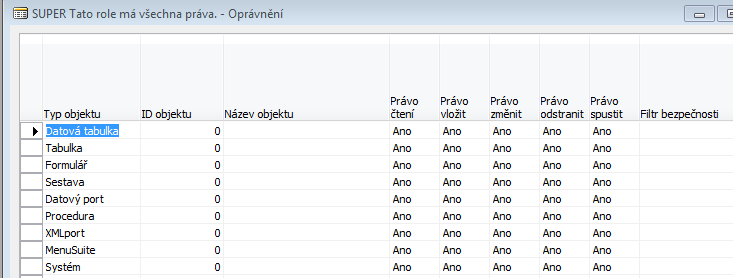 SUPER Tato role má všechna práva. - Oprávnění
Typ objektu ID objektu Název objektu Právo čtení Právo vložit Právo změnit Právo odstranit Právo spustit Filtr bezpečnosti
Datová tabulka 0 Ano Ano Ano Ano Ano
Tabulka 0 Ano Ano Ano Ano Ano
Formulář 0 Ano Ano Ano Ano Ano
Sestava 0 Ano Ano Ano Ano Ano
Datový port 0 Ano Ano Ano Ano Ano
Procedura 0 Ano Ano Ano Ano Ano
XMLport 0 Ano Ano Ano Ano Ano
MenuSuite 0 Ano Ano Ano Ano Ano
Systém 0 Ano Ano Ano Ano Ano